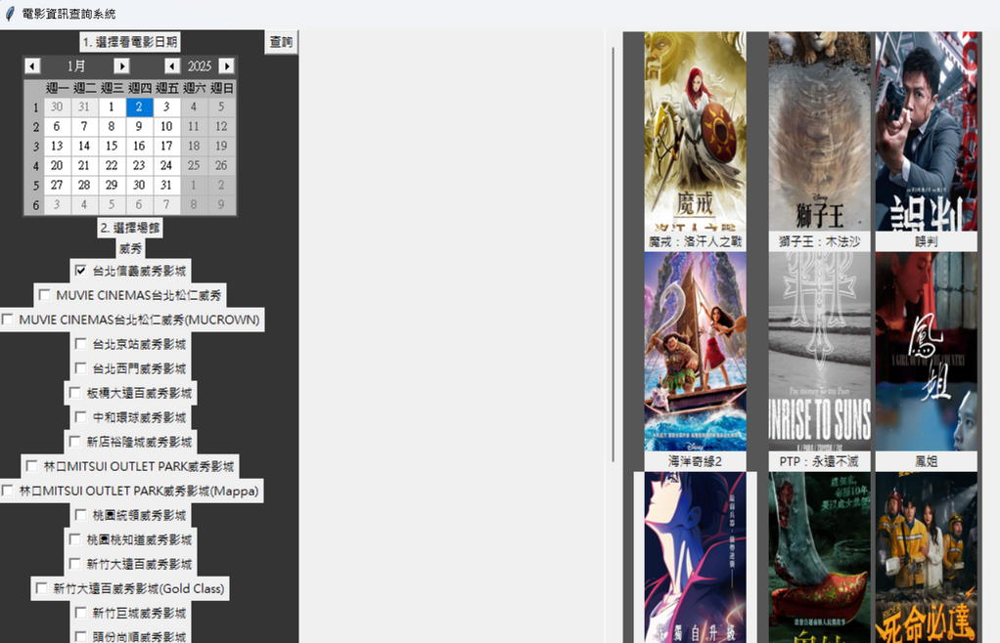 電影資訊查詢系統
1. 選擇看電影日期
查詢
1月
2025
週一 週二 週三 週四 週五 週六 週日
1 30 31 1 2 3 4 5
2 6 7 8 9 10 11 12
3 13 14 15 16 17 18 19
4 20 21 22 23 24 25 26
5 27 28 29 30 31 1 2
6 3 4 5 6 7 8 9
2. 選擇場館
威秀
台北信義威秀影城
MUVIE CINEMAS台北松仁威秀
MUVIE CINEMAS台北松仁威秀(MUCROWN)
台北京站威秀影城
台北西門威秀影城
板橋大遠百威秀影城
中和環球威秀影城
新店裕隆城威秀影城
林口MITSUI OUTLET PARK威秀影城
林口MITSUI OUTLET PARK威秀影城(Mappa)
桃園統領威秀影城
桃園桃知道威秀影城
新竹大遠百威秀影城
新竹大遠百威秀影城(Gold Class)
新竹巨城威秀影城
頭份尚順威秀影城
魔戒
洛汗人之戰
魔戒：洛汗人之戰
Disney
獅子王
獅子王：木法沙
誤判
誤判
Disney
海洋奇緣2
UNRISE TO SUNS
PTP：永遠不滅
鳳姐
鳳姐
我獨自升級
死命必達